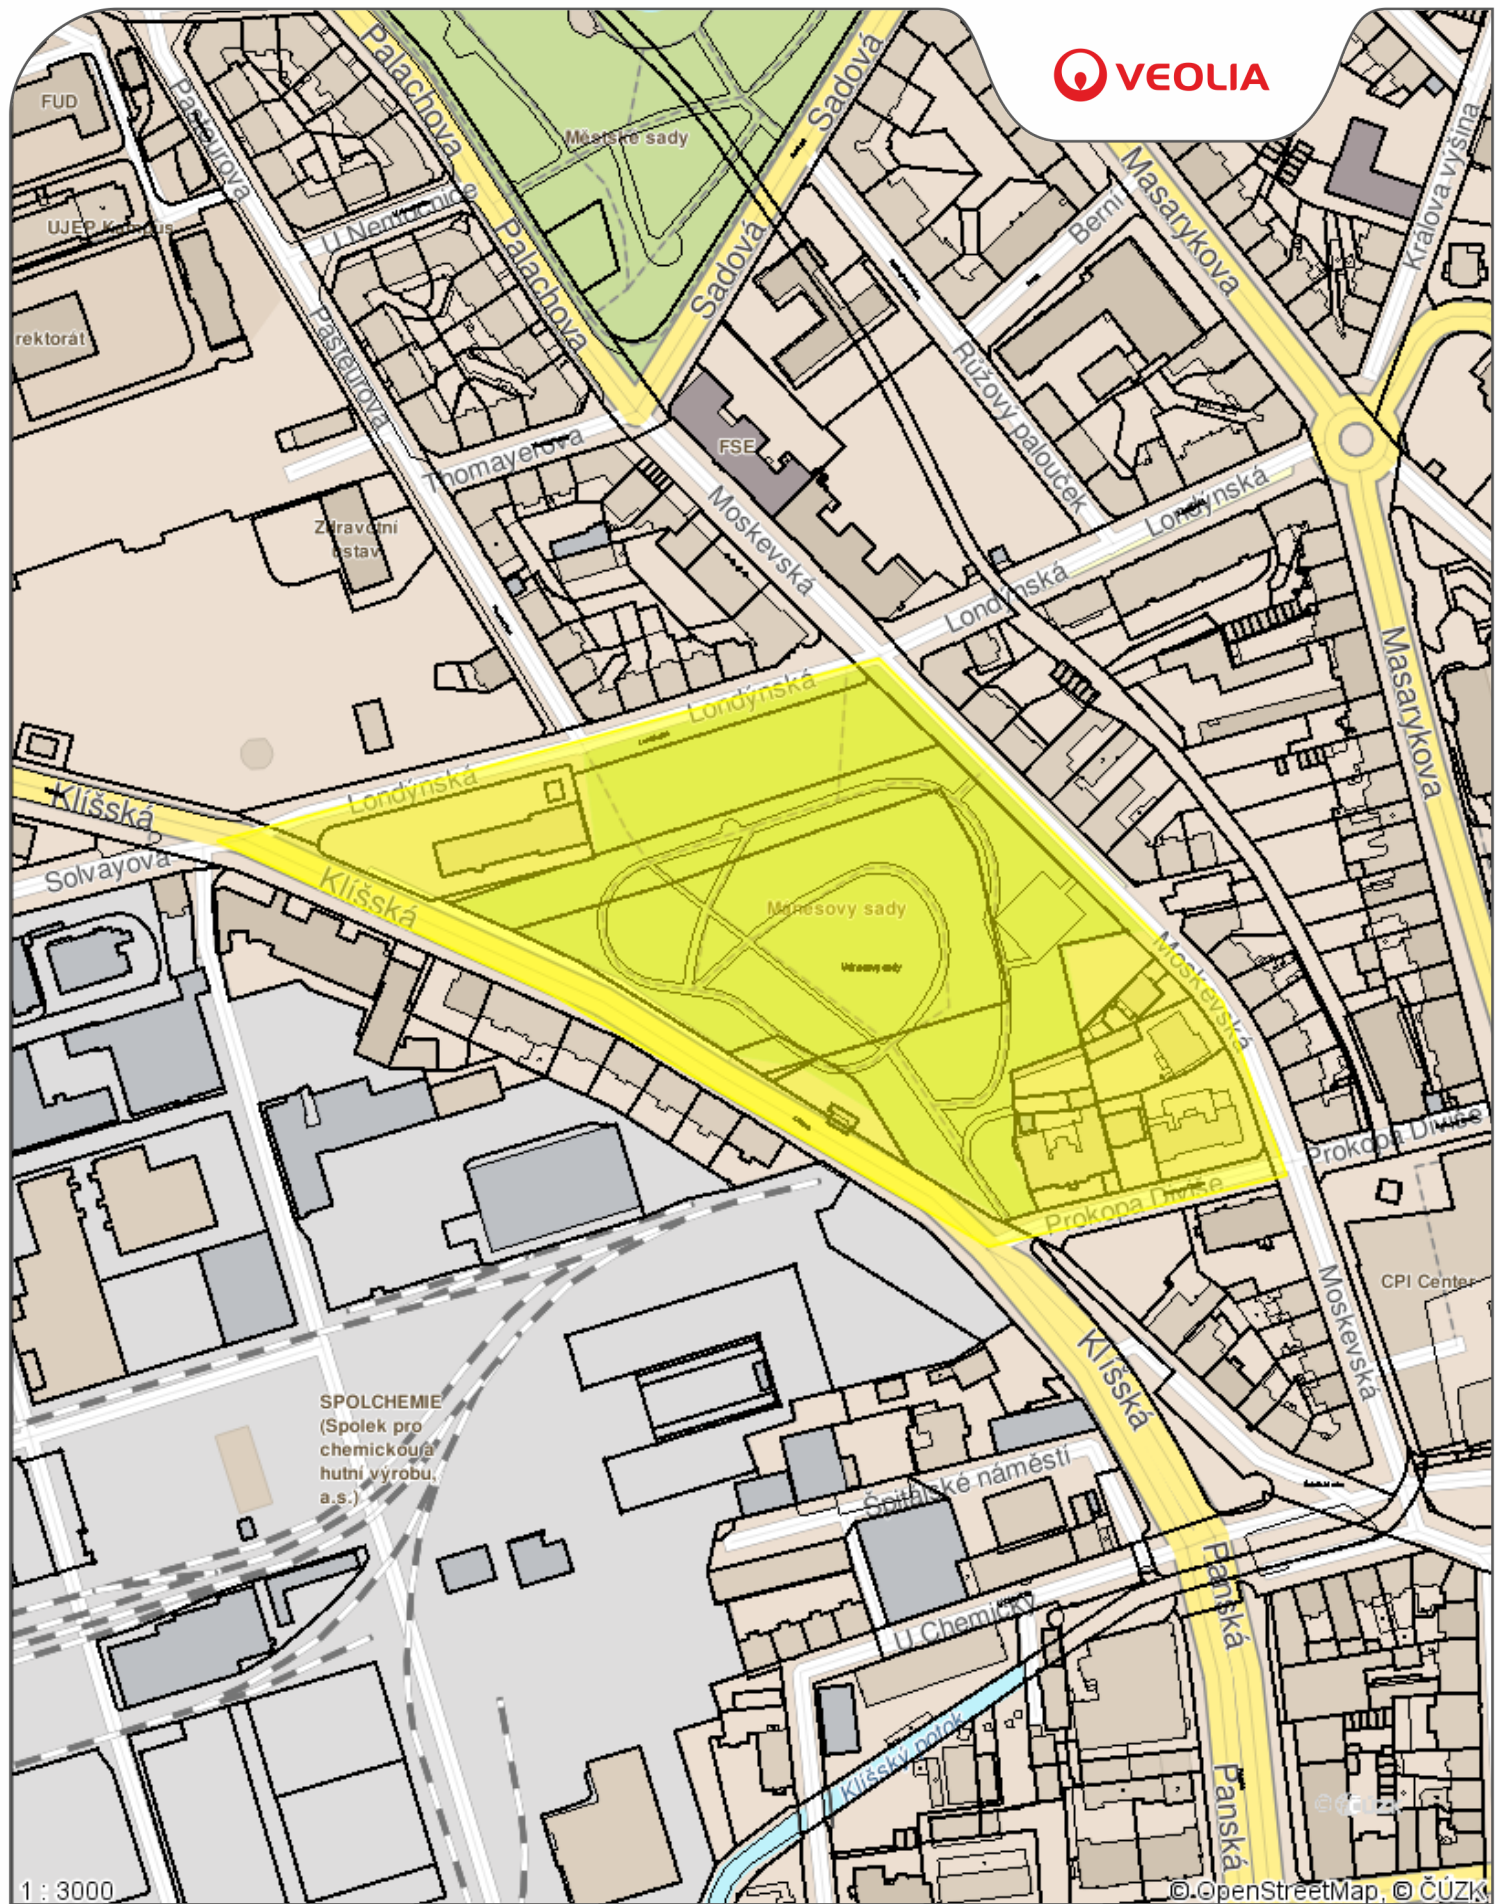 VEOLIA
Palachova
Sadová
FUD
Pasteurova
Městské sady
Masarykova
Králova výšina
U Nemocnice
UJEP Kampus
Palachova
Sadová
Berní
rektorát
Pasteurova
Růžový palouček
FSE
Thomayerova
Londýnská
Moskevská
Zdravotní
ústav
Londýnská
Masarykova
Londýnská
Londýnská
Klíšská
Solvayova
Klíšská
Mánesovy sady
Moskevská
Prokopa Diviše
Prokopa Diviše
CPI Center
Moskevská
Klíšská
SPOLCHEMIE
(Spolek pro
chemickou a
hutní výrobu,
a.s.)
Špitálské náměstí
Panská
U Chemičky
Klíšský potok
Panská
1 : 3000
© OpenStreetMap, © ČÚZK